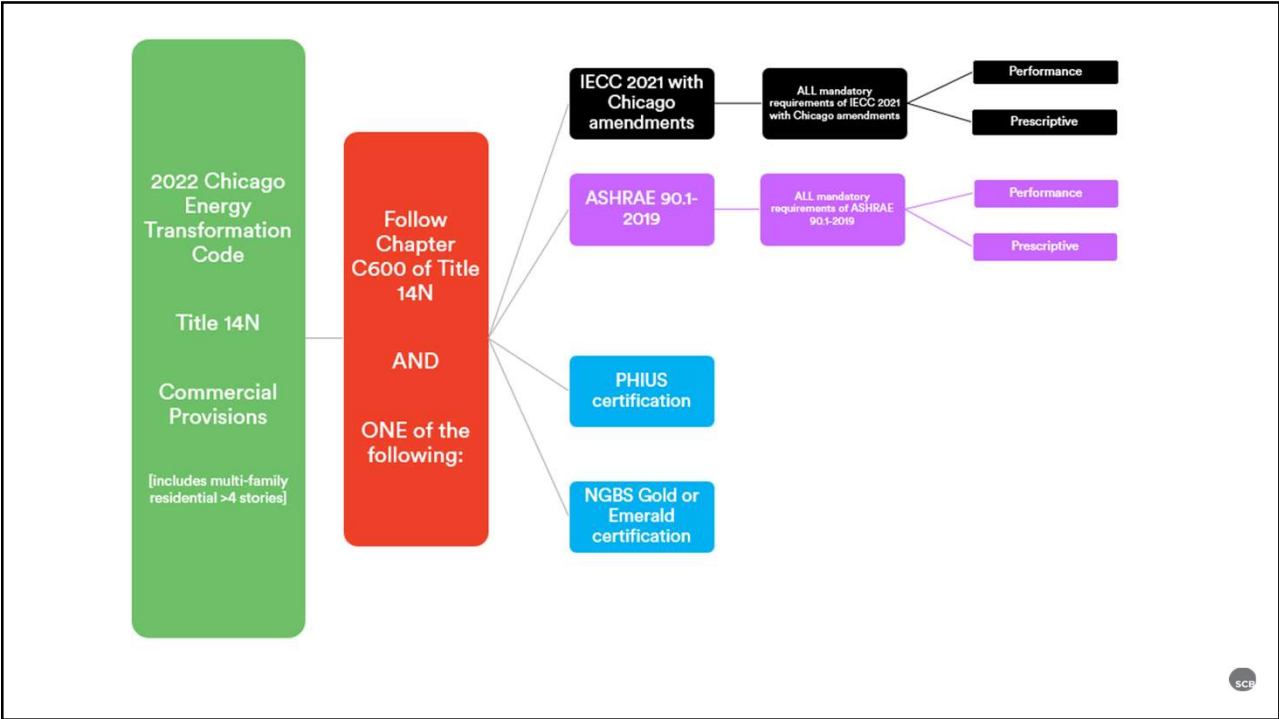 2022 Chicago
Energy
Transformation
Code
Title 14N
Commercial
Provisions
[includes multi-family
residential >4 stories]
Follow
Chapter
C600 of Title
14N
AND
ONE of the
following:
IECC 2021 with
Chicago
amendments
ALL mandatory
requirements of IECC 2021
with Chicago amendments
Performance
Prescriptive
ASHRAE 90.1-
2019
ALL mandatory
requirements of ASHRAE
90.1-2019
Performance
Prescriptive
PHIUS
certification
NGBS Gold or
Emerald
certification
SCB